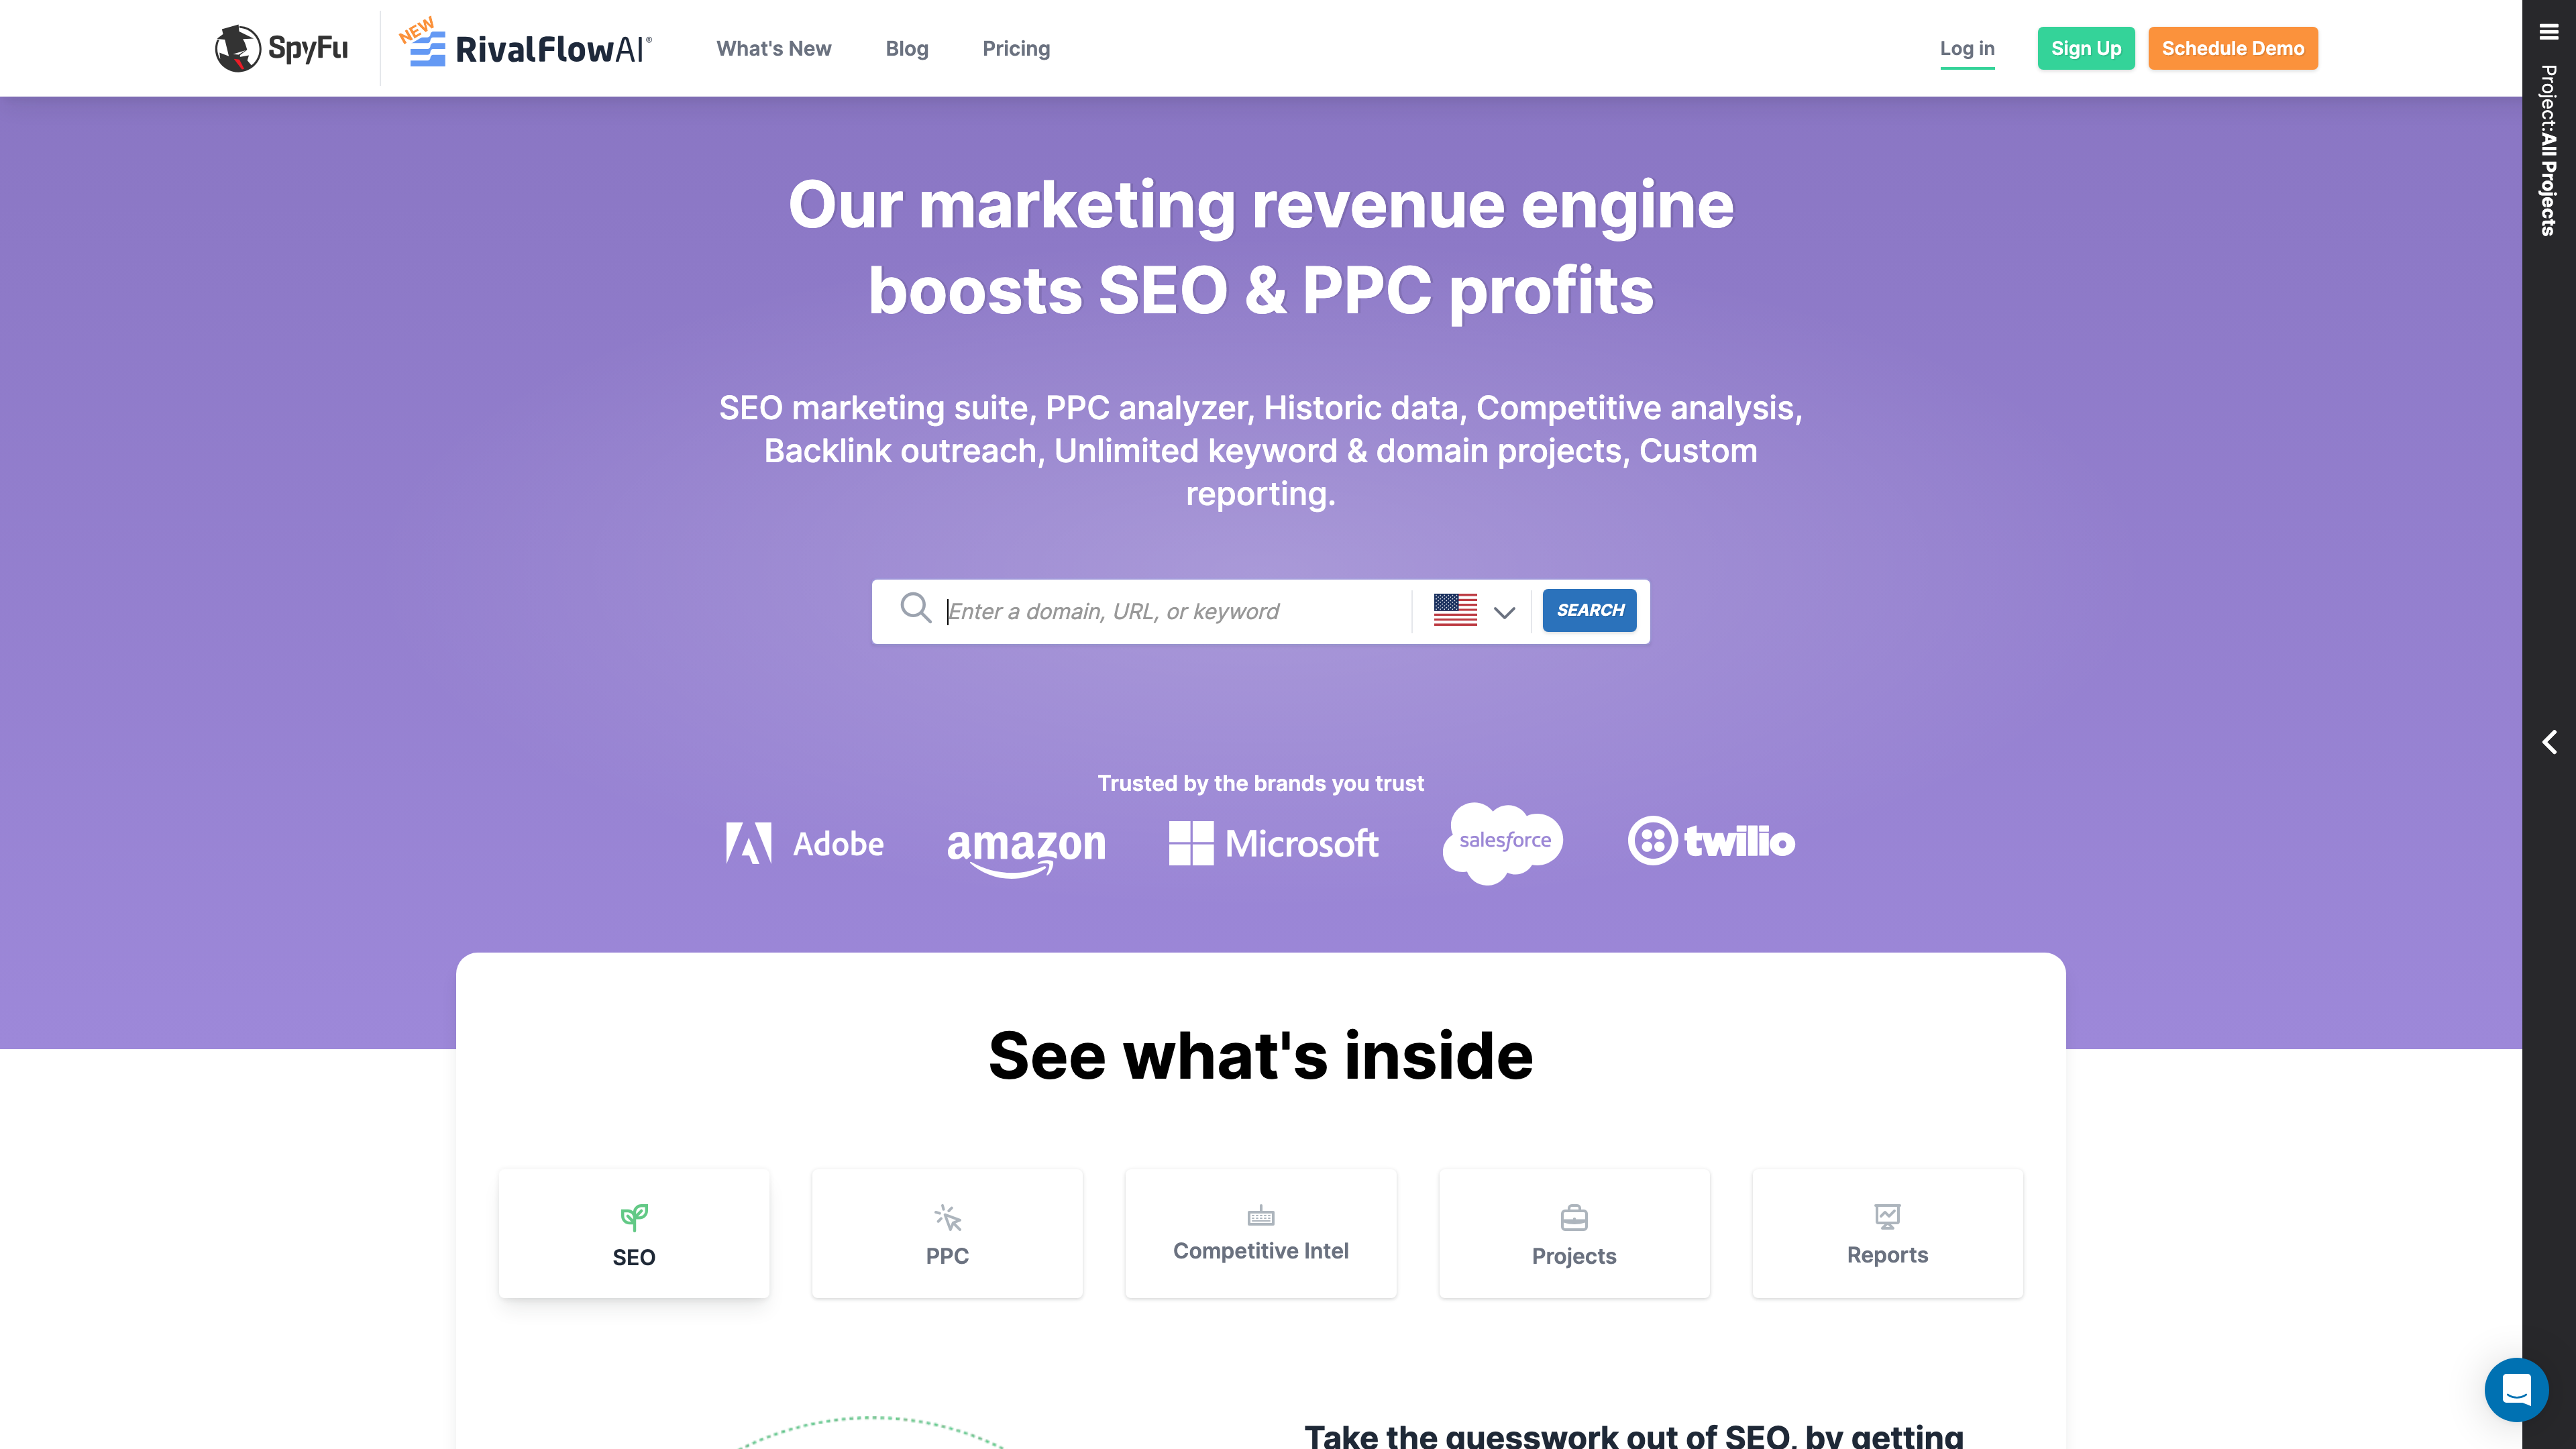 SpyFu
NEW
RivalFlowAI®
What's New
Blog
Pricing
Log in
Sign Up
Schedule Demo
Project:All Projects
Our marketing revenue engine
boosts SEO & PPC profits
SEO marketing suite, PPC analyzer, Historic data, Competitive analysis,
Backlink outreach, Unlimited keyword & domain projects, Custom
reporting.
Enter a domain, URL, or keyword
SEARCH
Trusted by the brands you trust
Adobe
amazon
Microsoft
salesforce
twilio
See what's inside
SEO
PPC
Competitive Intel
Projects
Reports
Take the guesswork out of SEO, by getting